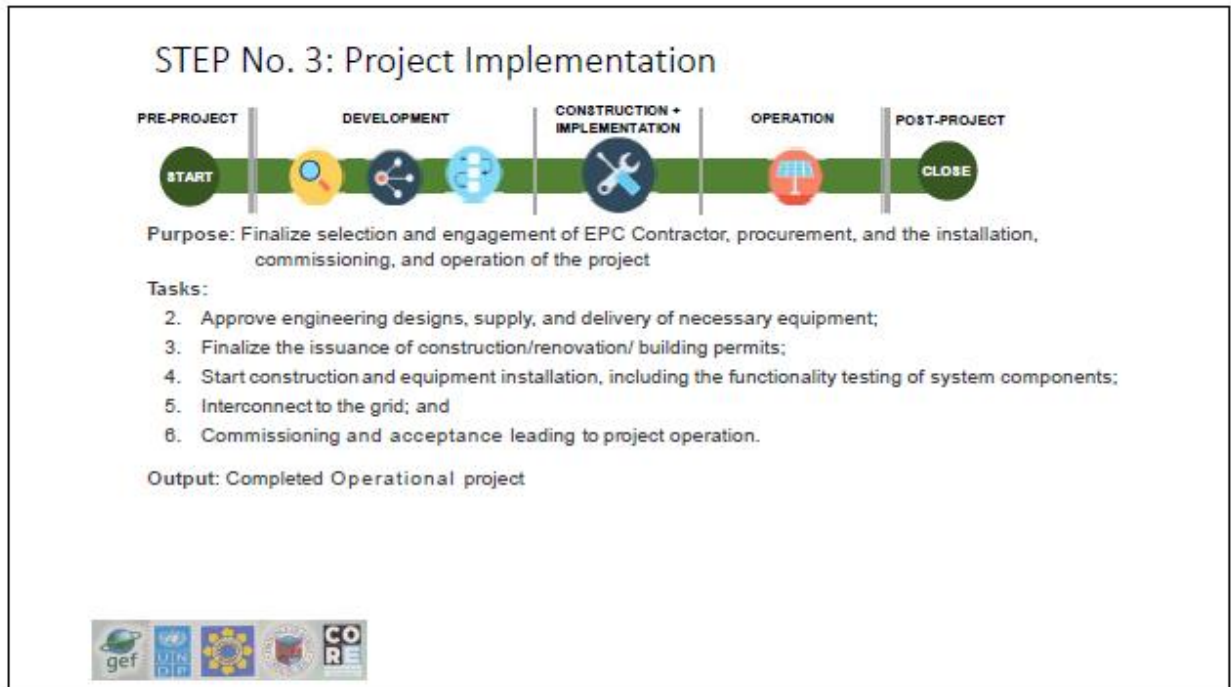 STEP No. 3: Project Implementation
PRE-PROJECT
DEVELOPMENT
CONSTRUCTION +
IMPLEMENTATION
OPERATION
POST-PROJECT
START
CLOSE
Purpose: Finalize selection and engagement of EPC Contractor, procurement, and the installation,
commissioning, and operation of the project
Tasks:
2. Approve engineering designs, supply, and delivery of necessary equipment;
3. Finalize the issuance of construction/renovation/ building permits;
4. Start construction and equipment installation, including the functionality testing of system components;
5. Interconnect to the grid; and
6. Commissioning and acceptance leading to project operation.
Output: Completed Operational project
gef
UN
DP
CO
RE